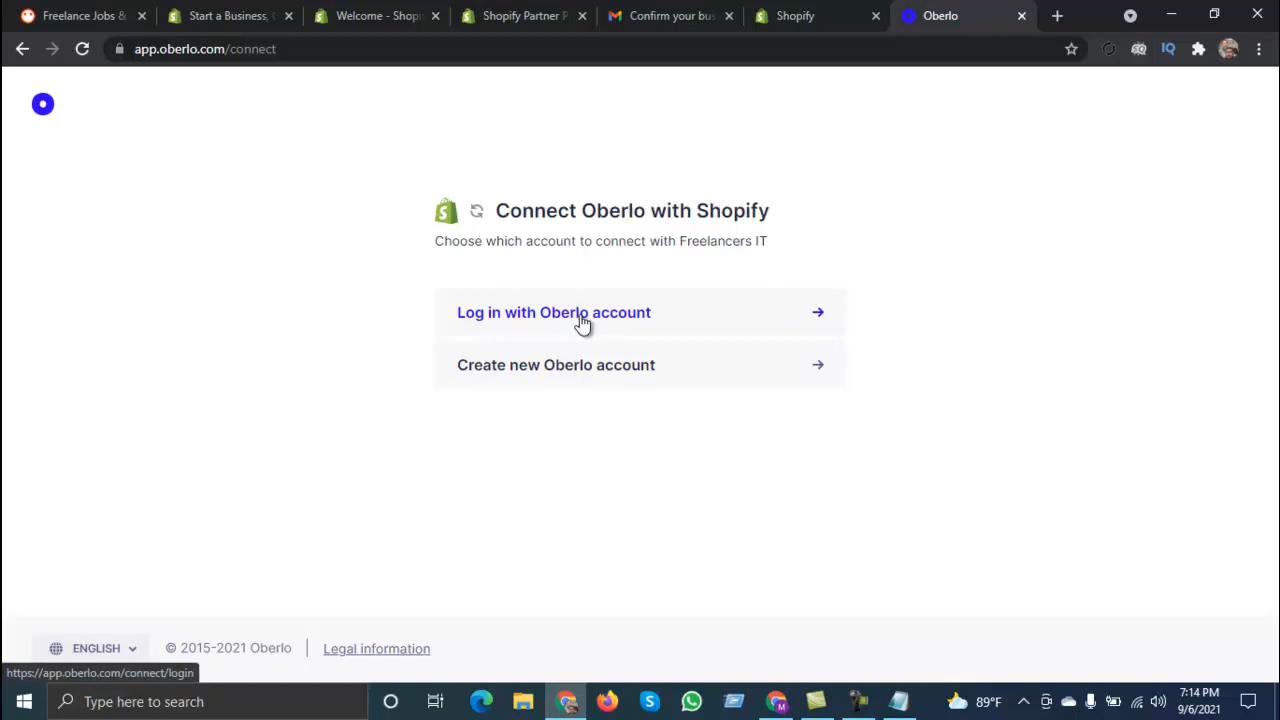 Freelance Jobs &
Start a Business,
Welcome - Shop
Shopify Partner P
Confirm your bus
Shopify
Oberlo
app.oberlo.com/connect
IQ
Connect Oberlo with Shopify
Choose which account to connect with Freelancers IT
Log in with Oberlo account
Create new Oberlo account
ENGLISH
© 2015-2021 Oberlo
Legal information
https://app.oberlo.com/connect/login
Type here to search
89°F
7:14 PM
9/6/2021